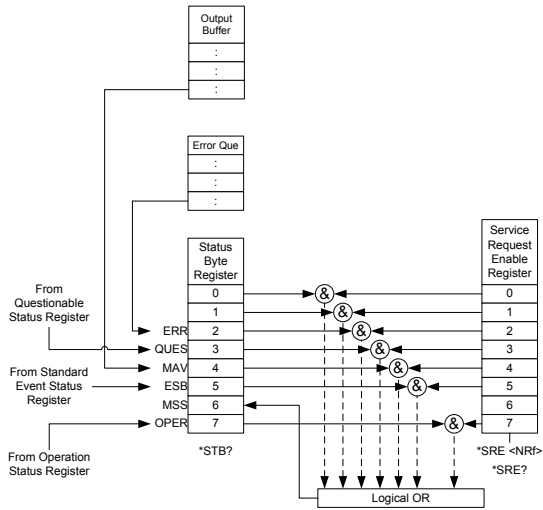 Output
Buffer
:
:
:
Error Que
:
:
:
Status
Byte
Register
0
1
2
3
4
5
6
7
*STB?
From
Questionable
Status Register
From Standard
Event Status
Register
From Operation
Status Register
ERR
QUES
MAV
ESB
MSS
OPER
&
&
&
&
&
&
&
Service
Request
Enable
Register
0
1
2
3
4
5
6
7
*SRE <NRf>
*SRE?
Logical OR